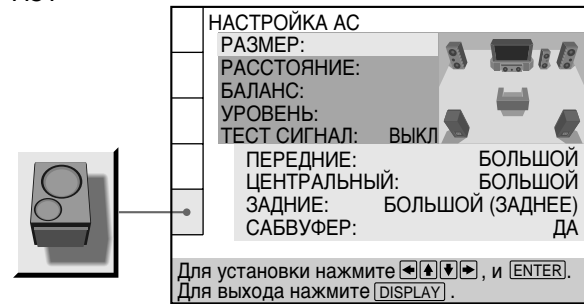 НАСТРОЙКА АС
РАЗМЕР:
РАССТОЯНИЕ:
БАЛАНС:
УРОВЕНЬ:
ТЕСТ СИГНАЛ: ВЫКЛ
ПЕРЕДНИЕ: БОЛЬШОЙ
ЦЕНТРАЛЬНЫЙ: БОЛЬШОЙ
ЗАДНИЕ: БОЛЬШОЙ (ЗАДНЕЕ)
САБВУФЕР: ДА
Для установки нажмите ←↑↓→, и ENTER.
Для выхода нажмите DISPLAY.